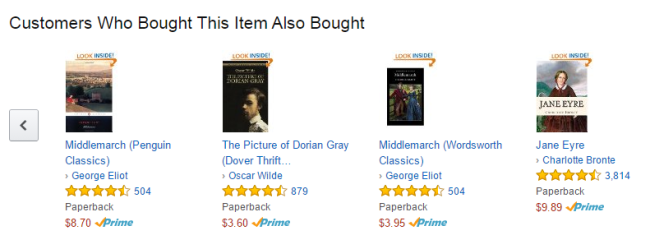 Customers Who Bought This Item Also Bought
LOOK INSIDE!
Middlemarch (Penguin
Classics)
› George Eliot
504
Paperback
$8.70 Prime
LOOK INSIDE!
THE PICTURE OF
DORIAN GRAY
The Picture of Dorian Gray
(Dover Thrift...
› Oscar Wilde
879
Paperback
$3.60 Prime
LOOK INSIDE!
Middlemarch
Middlemarch (Wordsworth
Classics)
› George Eliot
504
Paperback
$3.95 Prime
LOOK INSIDE!
JANE EYRE
Jane Eyre
› Charlotte Bronte
3,814
Paperback
$9.89 Prime